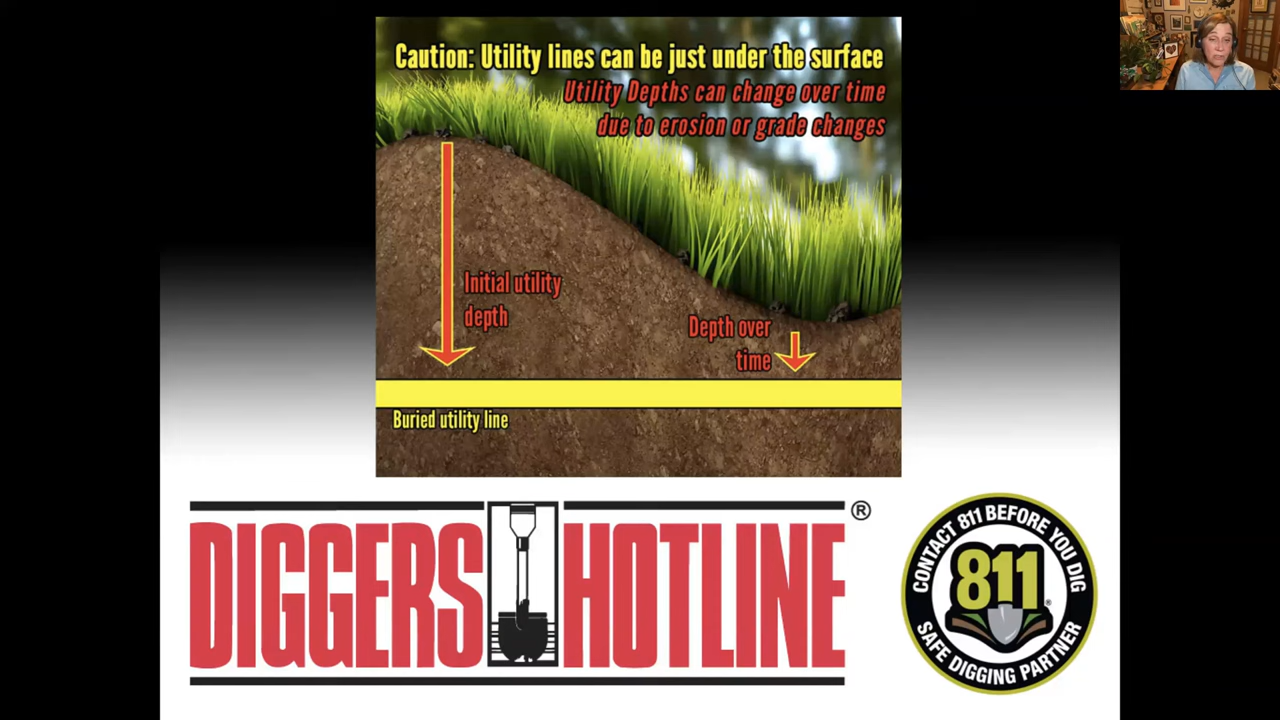 Caution: Utility lines can be just under the surface
Utility Depths can change over time
due to erosion or grade changes
Initial utility
depth
Depth over
time
Buried utility line
DIGGERS HOTLINE ®
CONTACT 811 BEFORE YOU DIG
811 ®
SAFE DIGGING PARTNER